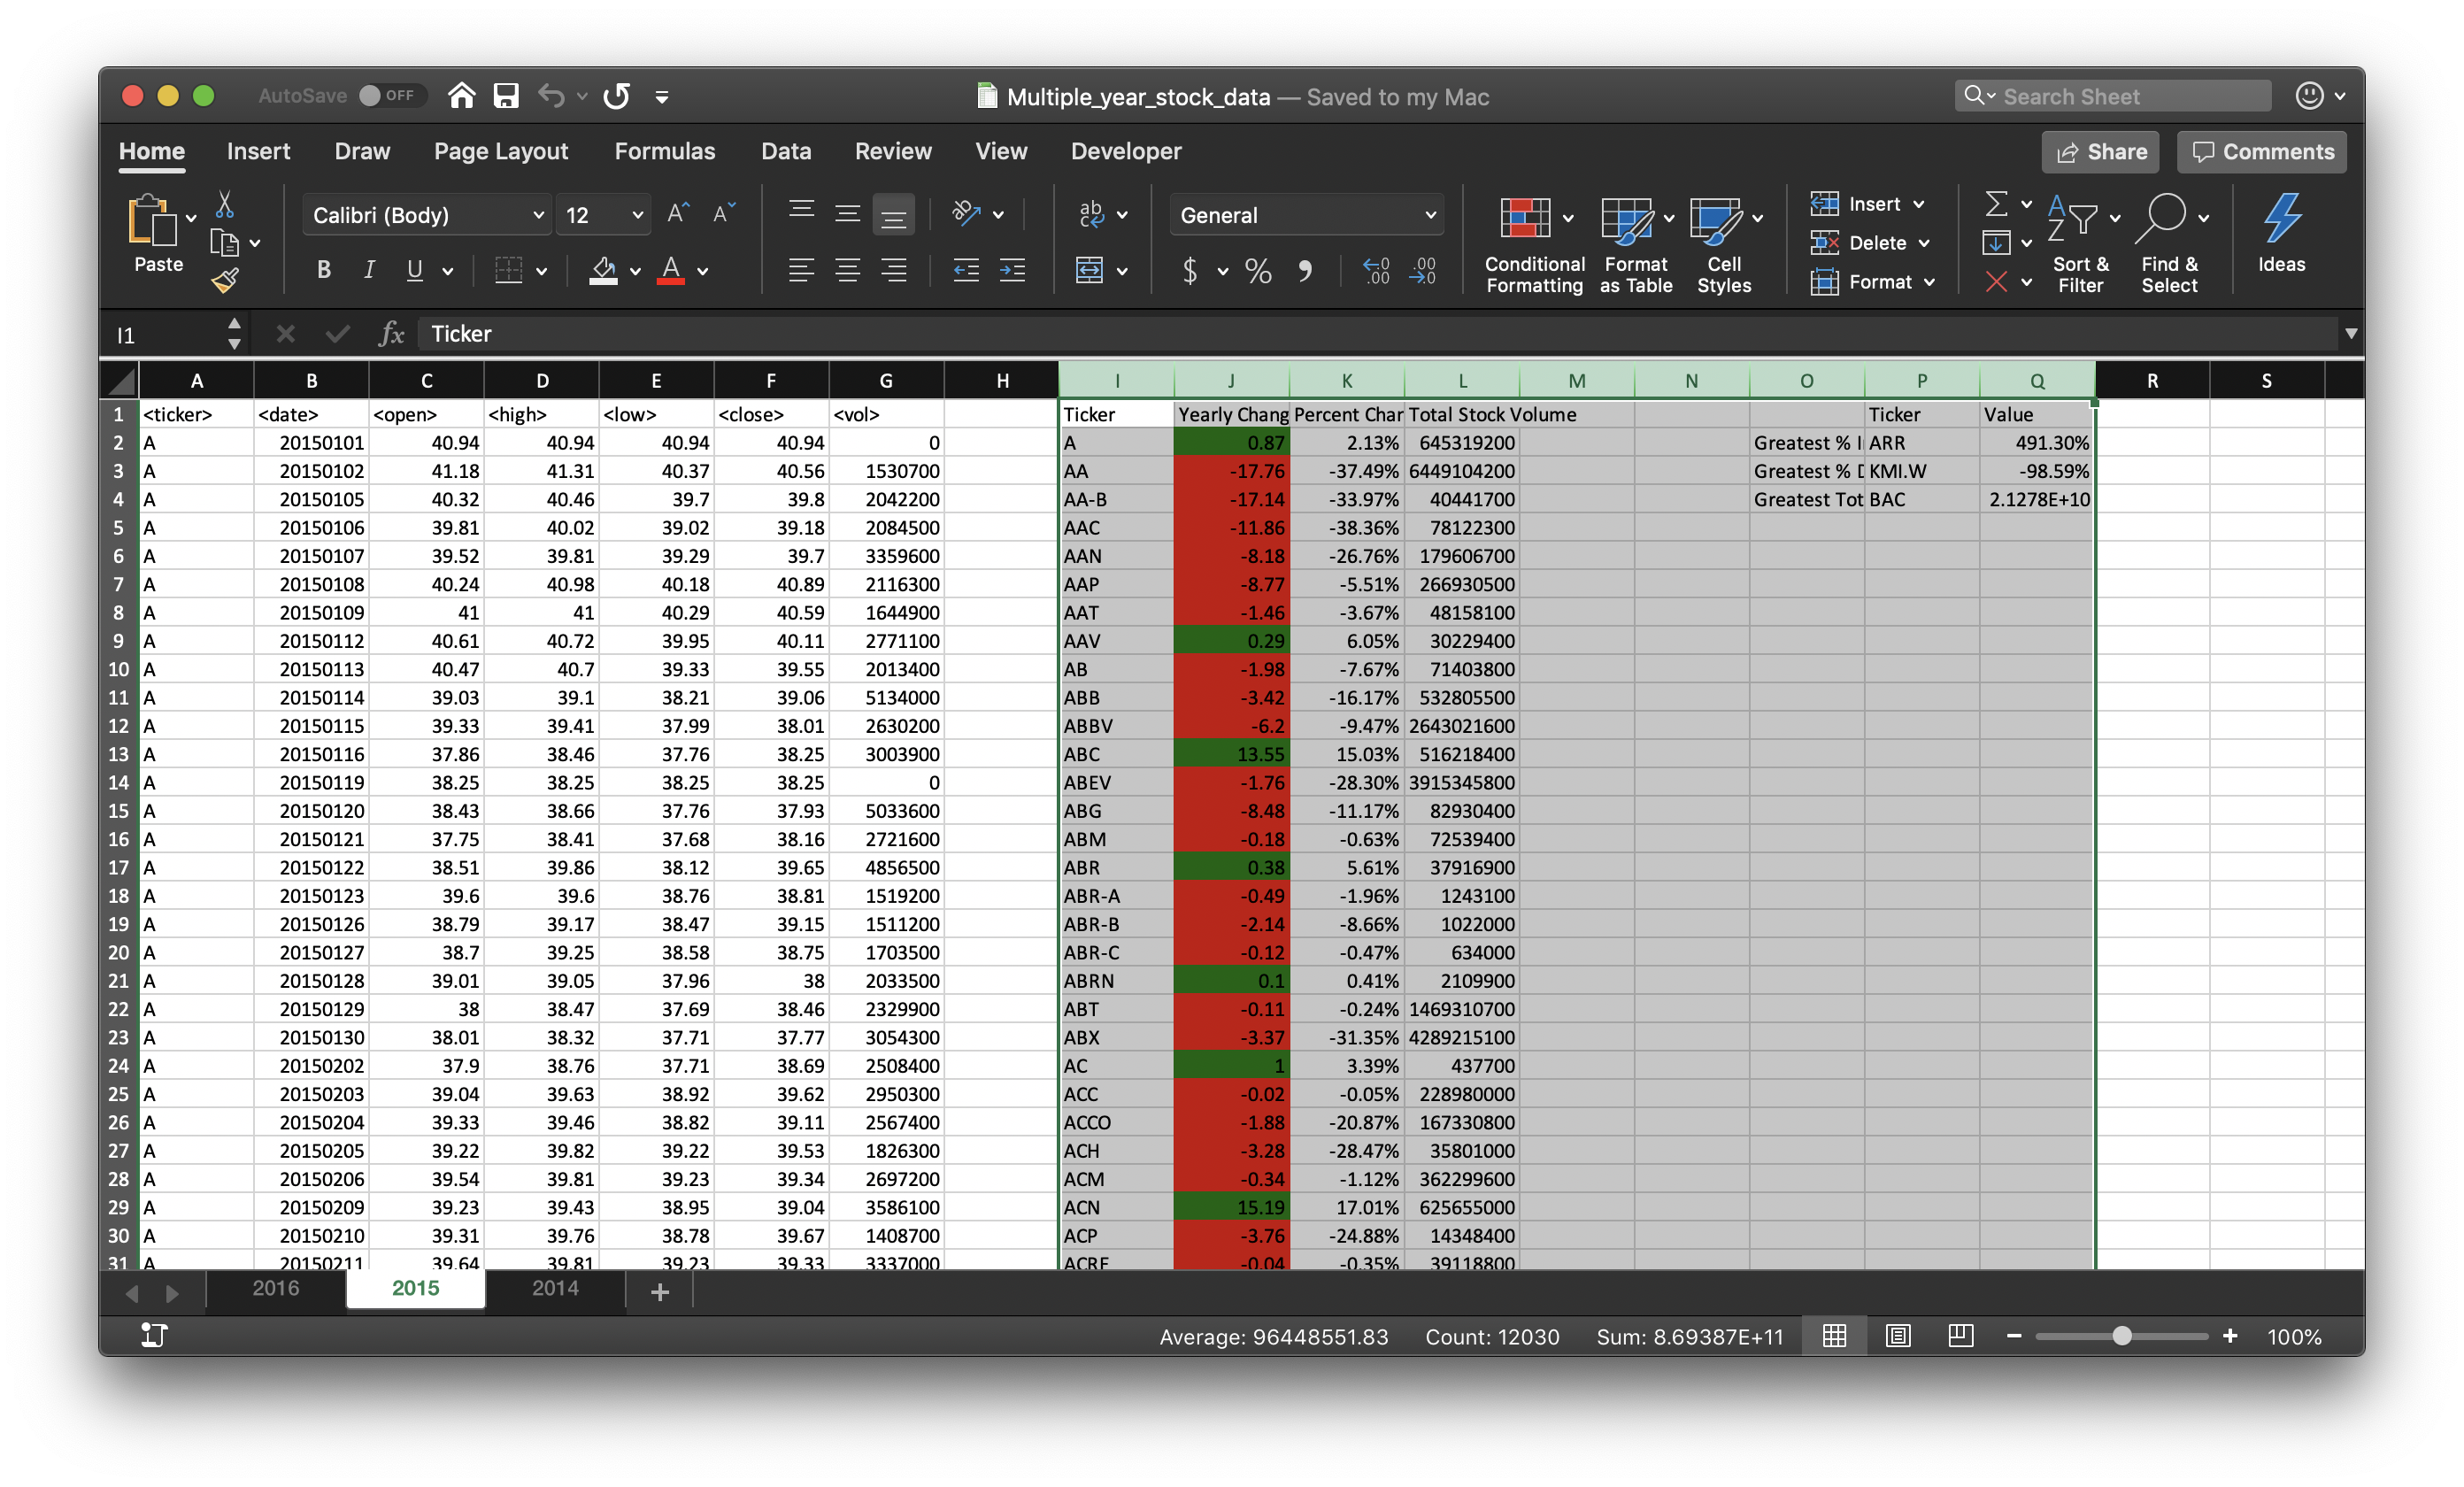 AutoSave OFF Multiple_year_stock_data — Saved to my Mac Search Sheet
Home Insert Draw Page Layout Formulas Data Review View Developer Share Comments
Paste Calibri (Body) 12 General Conditional Formatting Format as Table Cell Styles Insert Delete Format Sort & Filter Find & Select Ideas
I1 fx Ticker
A B C D E F G H I J K L M N O P Q R S
1 <ticker> <date> <open> <high> <low> <close> <vol> Ticker Yearly Chang Percent Char Total Stock Volume Ticker Value
2 A 20150101 40.94 40.94 40.94 40.94 0 A 0.87 2.13% 645319200 Greatest % I ARR 491.30%
3 A 20150102 41.18 41.31 40.37 40.56 1530700 AA -17.76 -37.49% 6449104200 Greatest % D KMI.W -98.59%
4 A 20150105 40.32 40.46 39.7 39.8 2042200 AA-B -17.14 -33.97% 40441700 Greatest Tot BAC 2.1278E+10
5 A 20150106 39.81 40.02 39.02 39.18 2084500 AAC -11.86 -38.36% 78122300
6 A 20150107 39.52 39.81 39.29 39.7 3359600 AAN -8.18 -26.76% 179606700
7 A 20150108 40.24 40.98 40.18 40.89 2116300 AAP -8.77 -5.51% 266930500
8 A 20150109 41 41 40.29 40.59 1644900 AAT -1.46 -3.67% 48158100
9 A 20150112 40.61 40.72 39.95 40.11 2771100 AAV 0.29 6.05% 30229400
10 A 20150113 40.47 40.7 39.33 39.55 2013400 AB -1.98 -7.67% 71403800
11 A 20150114 39.03 39.1 38.21 39.06 5134000 ABB -3.42 -16.17% 532805500
12 A 20150115 39.33 39.41 37.99 38.01 2630200 ABBV -6.2 -9.47% 2643021600
13 A 20150116 37.86 38.46 37.76 38.25 3003900 ABC 13.55 15.03% 516218400
14 A 20150119 38.25 38.25 38.25 38.25 0 ABEV -1.76 -28.30% 3915345800
15 A 20150120 38.43 38.66 37.76 37.93 5033600 ABG -8.48 -11.17% 82930400
16 A 20150121 37.75 38.41 37.68 38.16 2721600 ABM -0.18 -0.63% 72539400
17 A 20150122 38.51 39.86 38.12 39.65 4856500 ABR 0.38 5.61% 37916900
18 A 20150123 39.6 39.6 38.76 38.81 1519200 ABR-A -0.49 -1.96% 1243100
19 A 20150126 38.79 39.17 38.47 39.15 1511200 ABR-B -2.14 -8.66% 1022000
20 A 20150127 38.7 39.25 38.58 38.75 1703500 ABR-C -0.12 -0.47% 634000
21 A 20150128 39.01 39.05 37.96 38 2033500 ABRN 0.1 0.41% 2109900
22 A 20150129 38 38.47 37.69 38.46 2329900 ABT -0.11 -0.24% 1469310700
23 A 20150130 38.01 38.32 37.71 37.77 3054300 ABX -3.37 -31.35% 4289215100
24 A 20150202 37.9 38.76 37.71 38.69 2508400 AC 1 3.39% 437700
25 A 20150203 39.04 39.63 38.92 39.62 2950300 ACC -0.02 -0.05% 228980000
26 A 20150204 39.33 39.46 38.82 39.11 2567400 ACCO -1.88 -20.87% 167330800
27 A 20150205 39.22 39.82 39.22 39.53 1826300 ACH -3.28 -28.47% 35801600
28 A 20150206 39.54 39.81 39.23 39.34 2697200 ACM -0.34 -1.12% 362299600
29 A 20150209 39.23 39.43 38.95 39.04 3586100 ACN 15.19 17.01% 625655000
30 A 20150210 39.31 39.76 38.78 39.67 1408700 ACP -3.76 -24.88% 14348400
31 A 20150211 39.64 39.81 39.23 39.33 3337000 -0.04 -0.35% 39118800
2016 2015 2014 +
Average: 96448551.83 Count: 12030 Sum: 8.69387E+11 100%